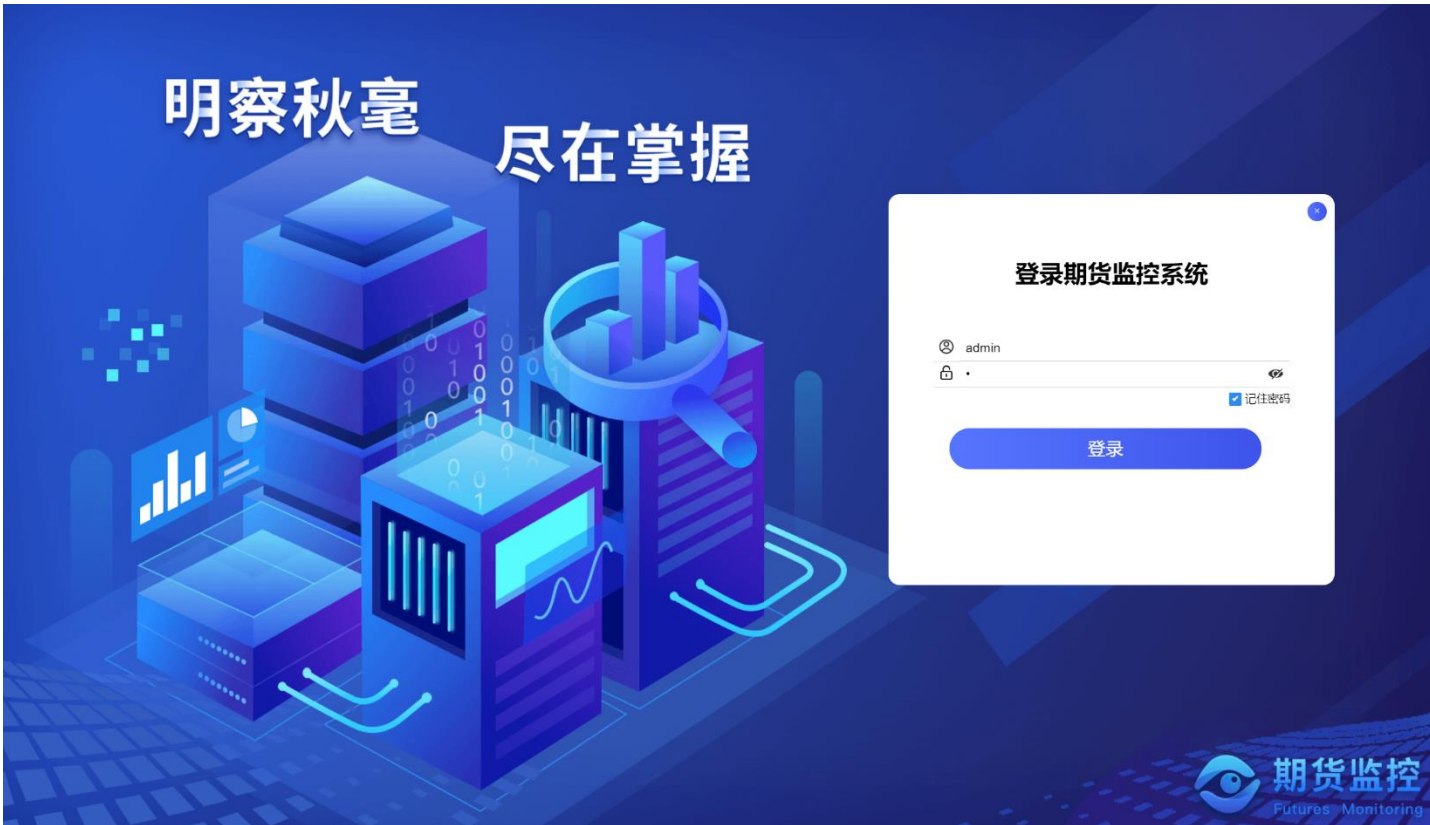 明察秋毫
尽在掌握
登录期货监控系统
admin
•
记住密码
登录
期货监控
Futures Monitoring